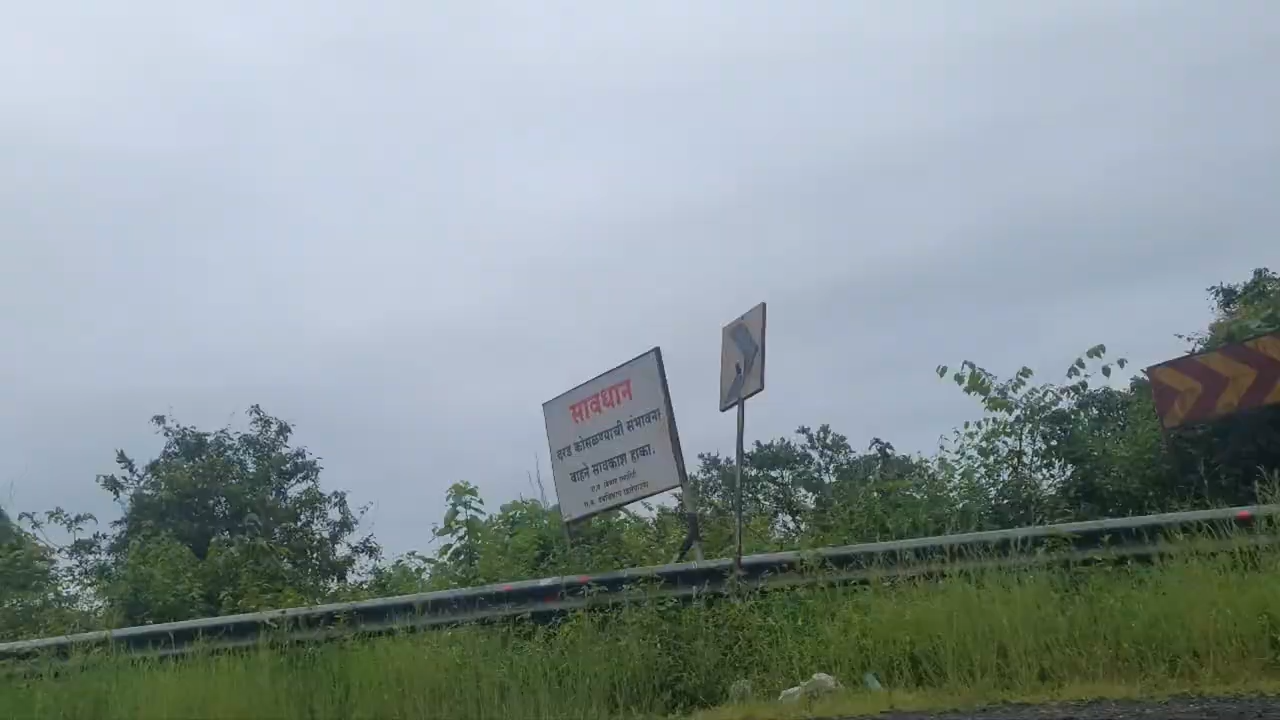 सावधान
दरड कोसळण्याची संभावना
वाहने सावकाश हाका.